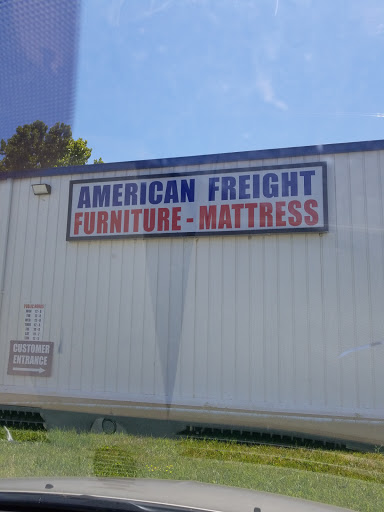 AMERICAN FREIGHT
FURNITURE - MATTRESS
CUSTOMER
ENTRANCE